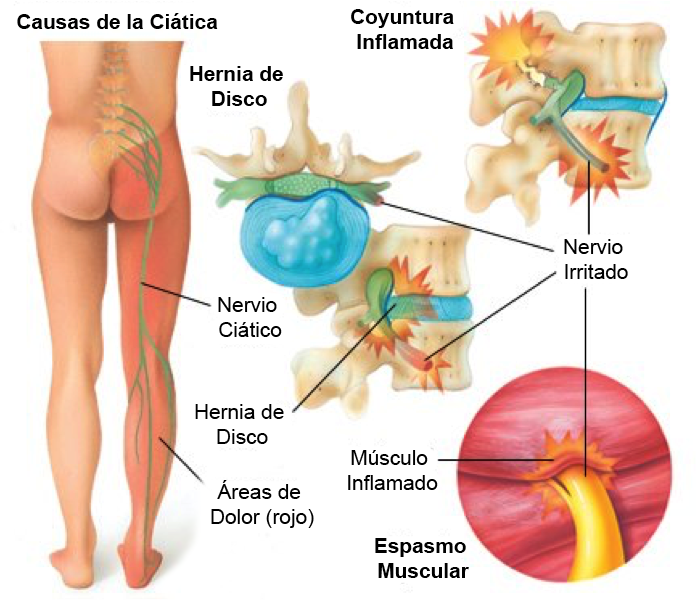 Causas de la Ciática
Hernia de
Disco
Coyuntura
Inflamada
Nervio
Irritado
Nervio
Ciático
Hernia de
Disco
Áreas de
Dolor (rojo)
Músculo
Inflamado
Espasmo
Muscular